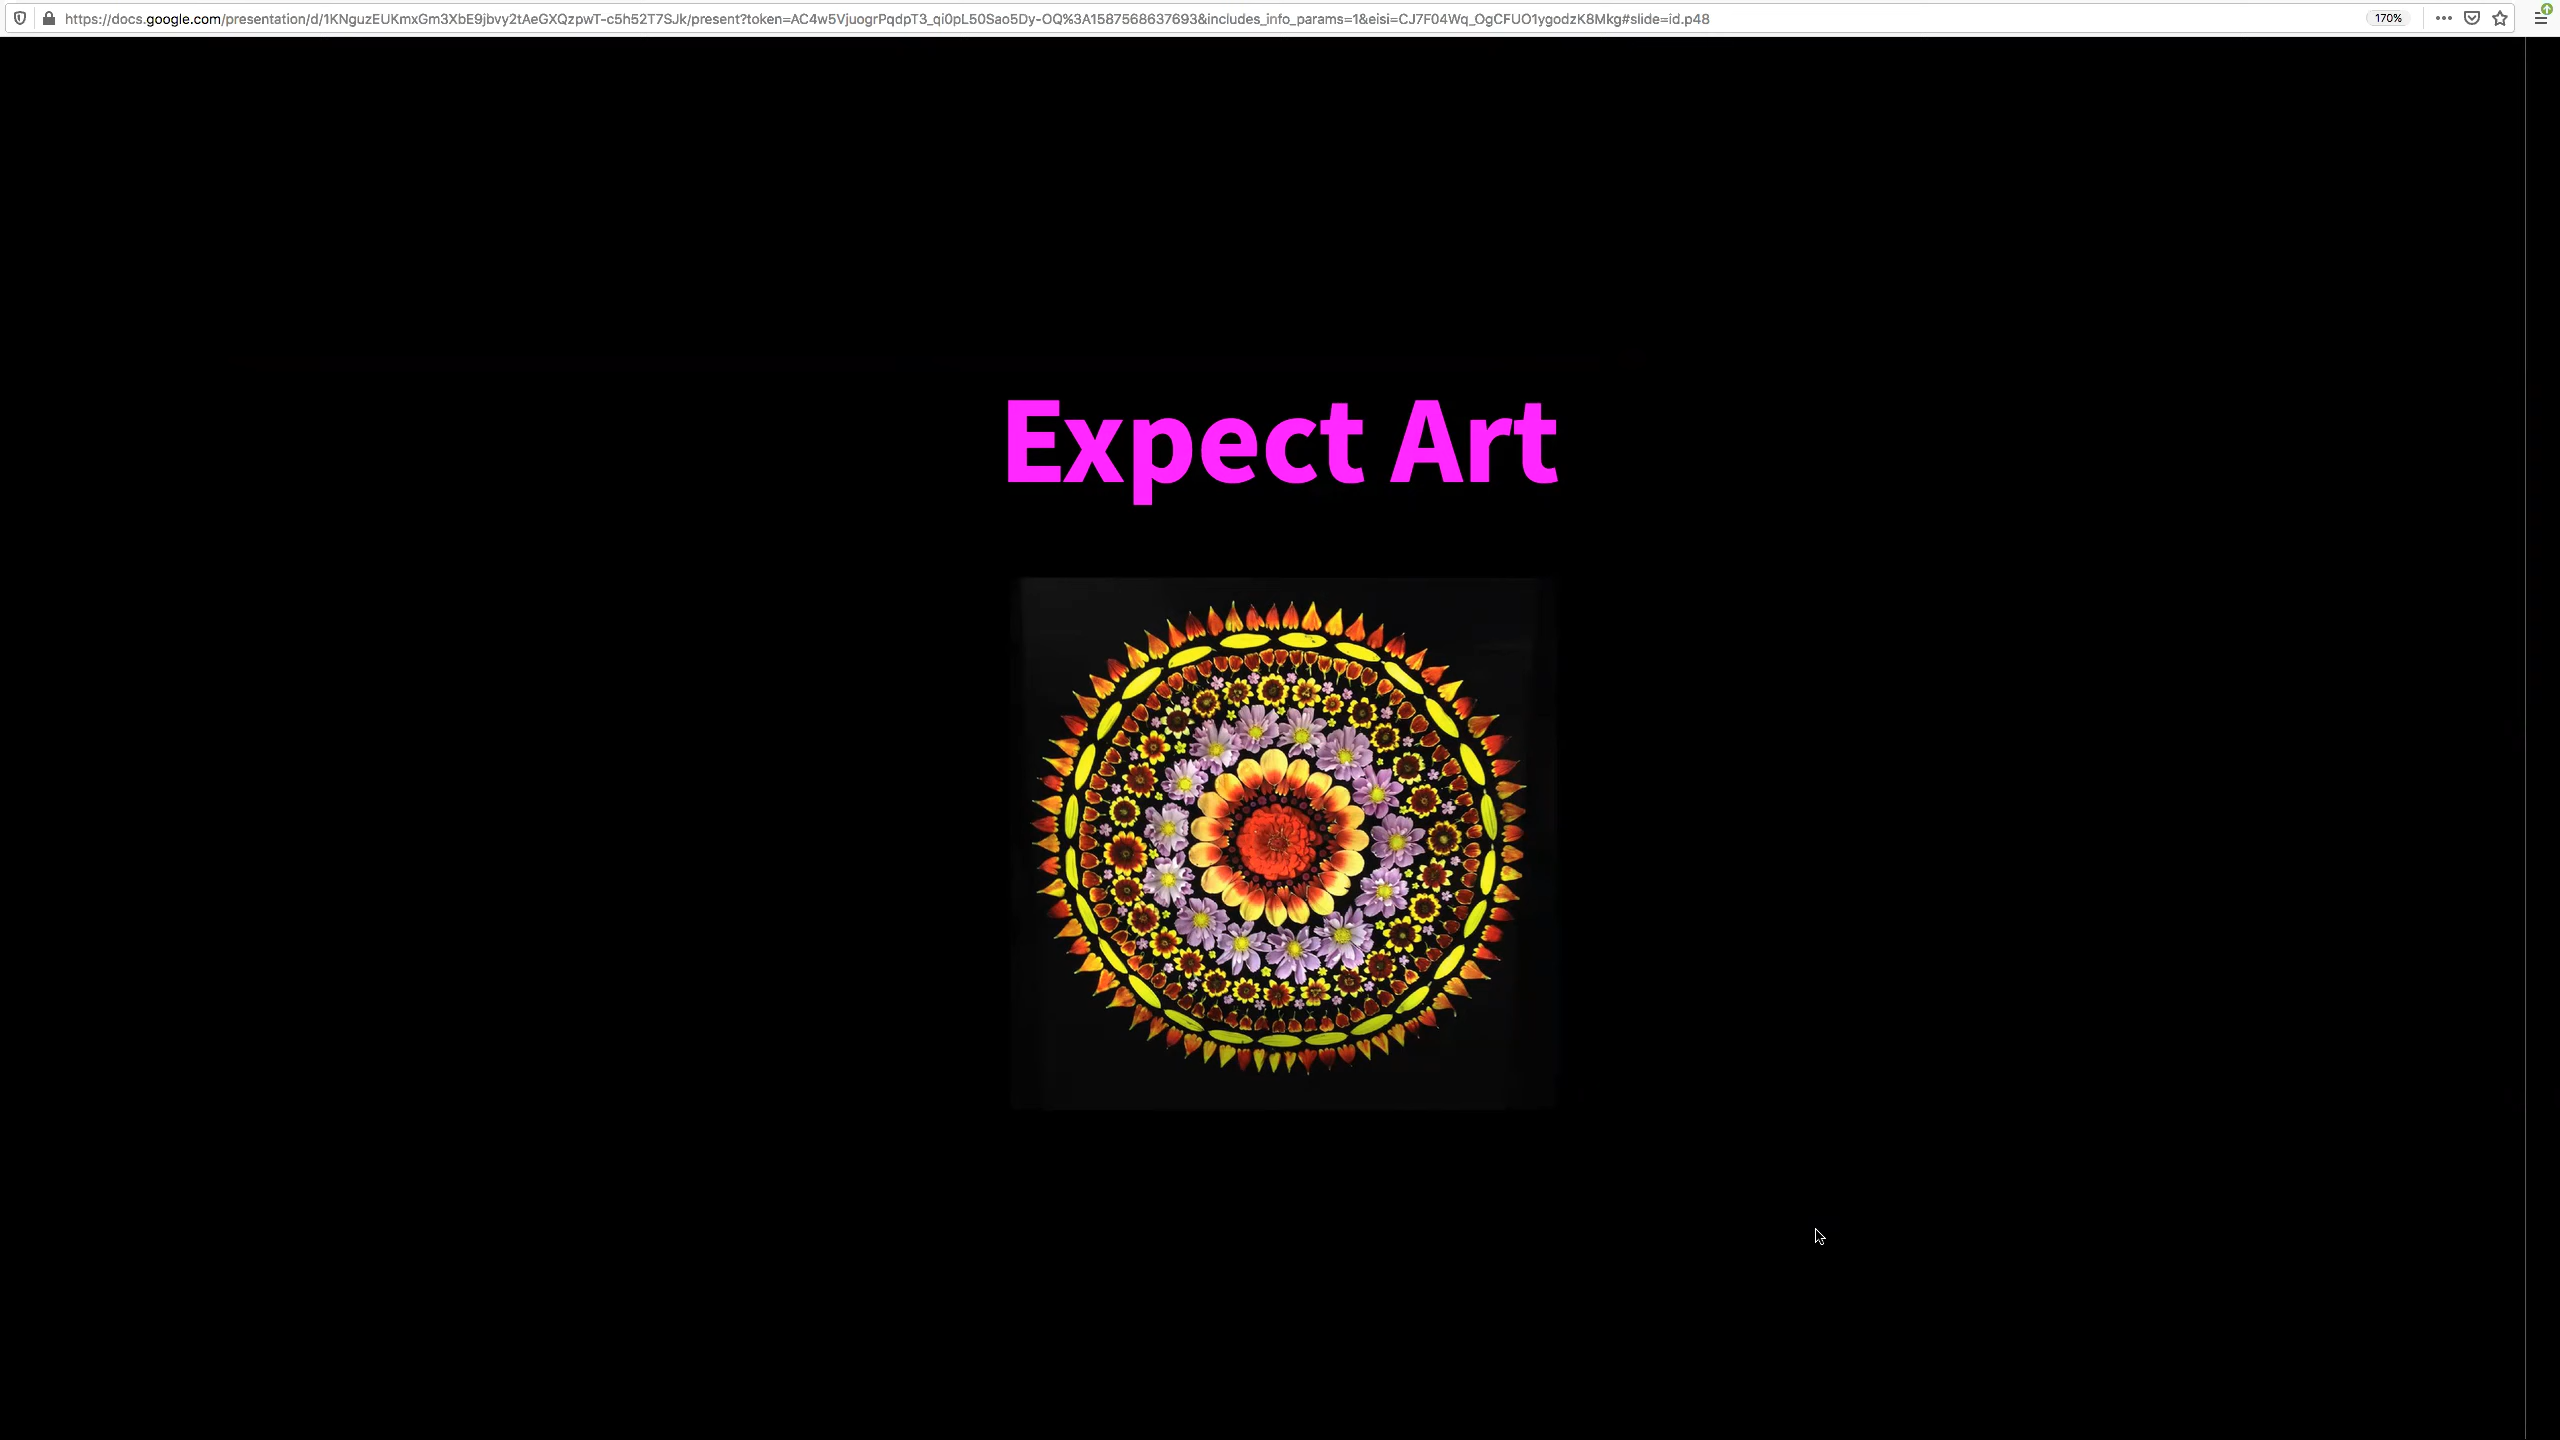 https://docs.google.com/presentation/d/1KNguzEUKmxGm3XbE9jbvy2tAeGXQzpwT-c5h52T7SJk/present?token=AC4w5VjuogrPqdpT3_qi0pL50Sao5Dy-OQ%3A1587568637693&includes_info_params=1&eisi=CJ7F04Wq_OgCFUO1ygodzK8Mkg#slide=id.p48 170%
Expect Art